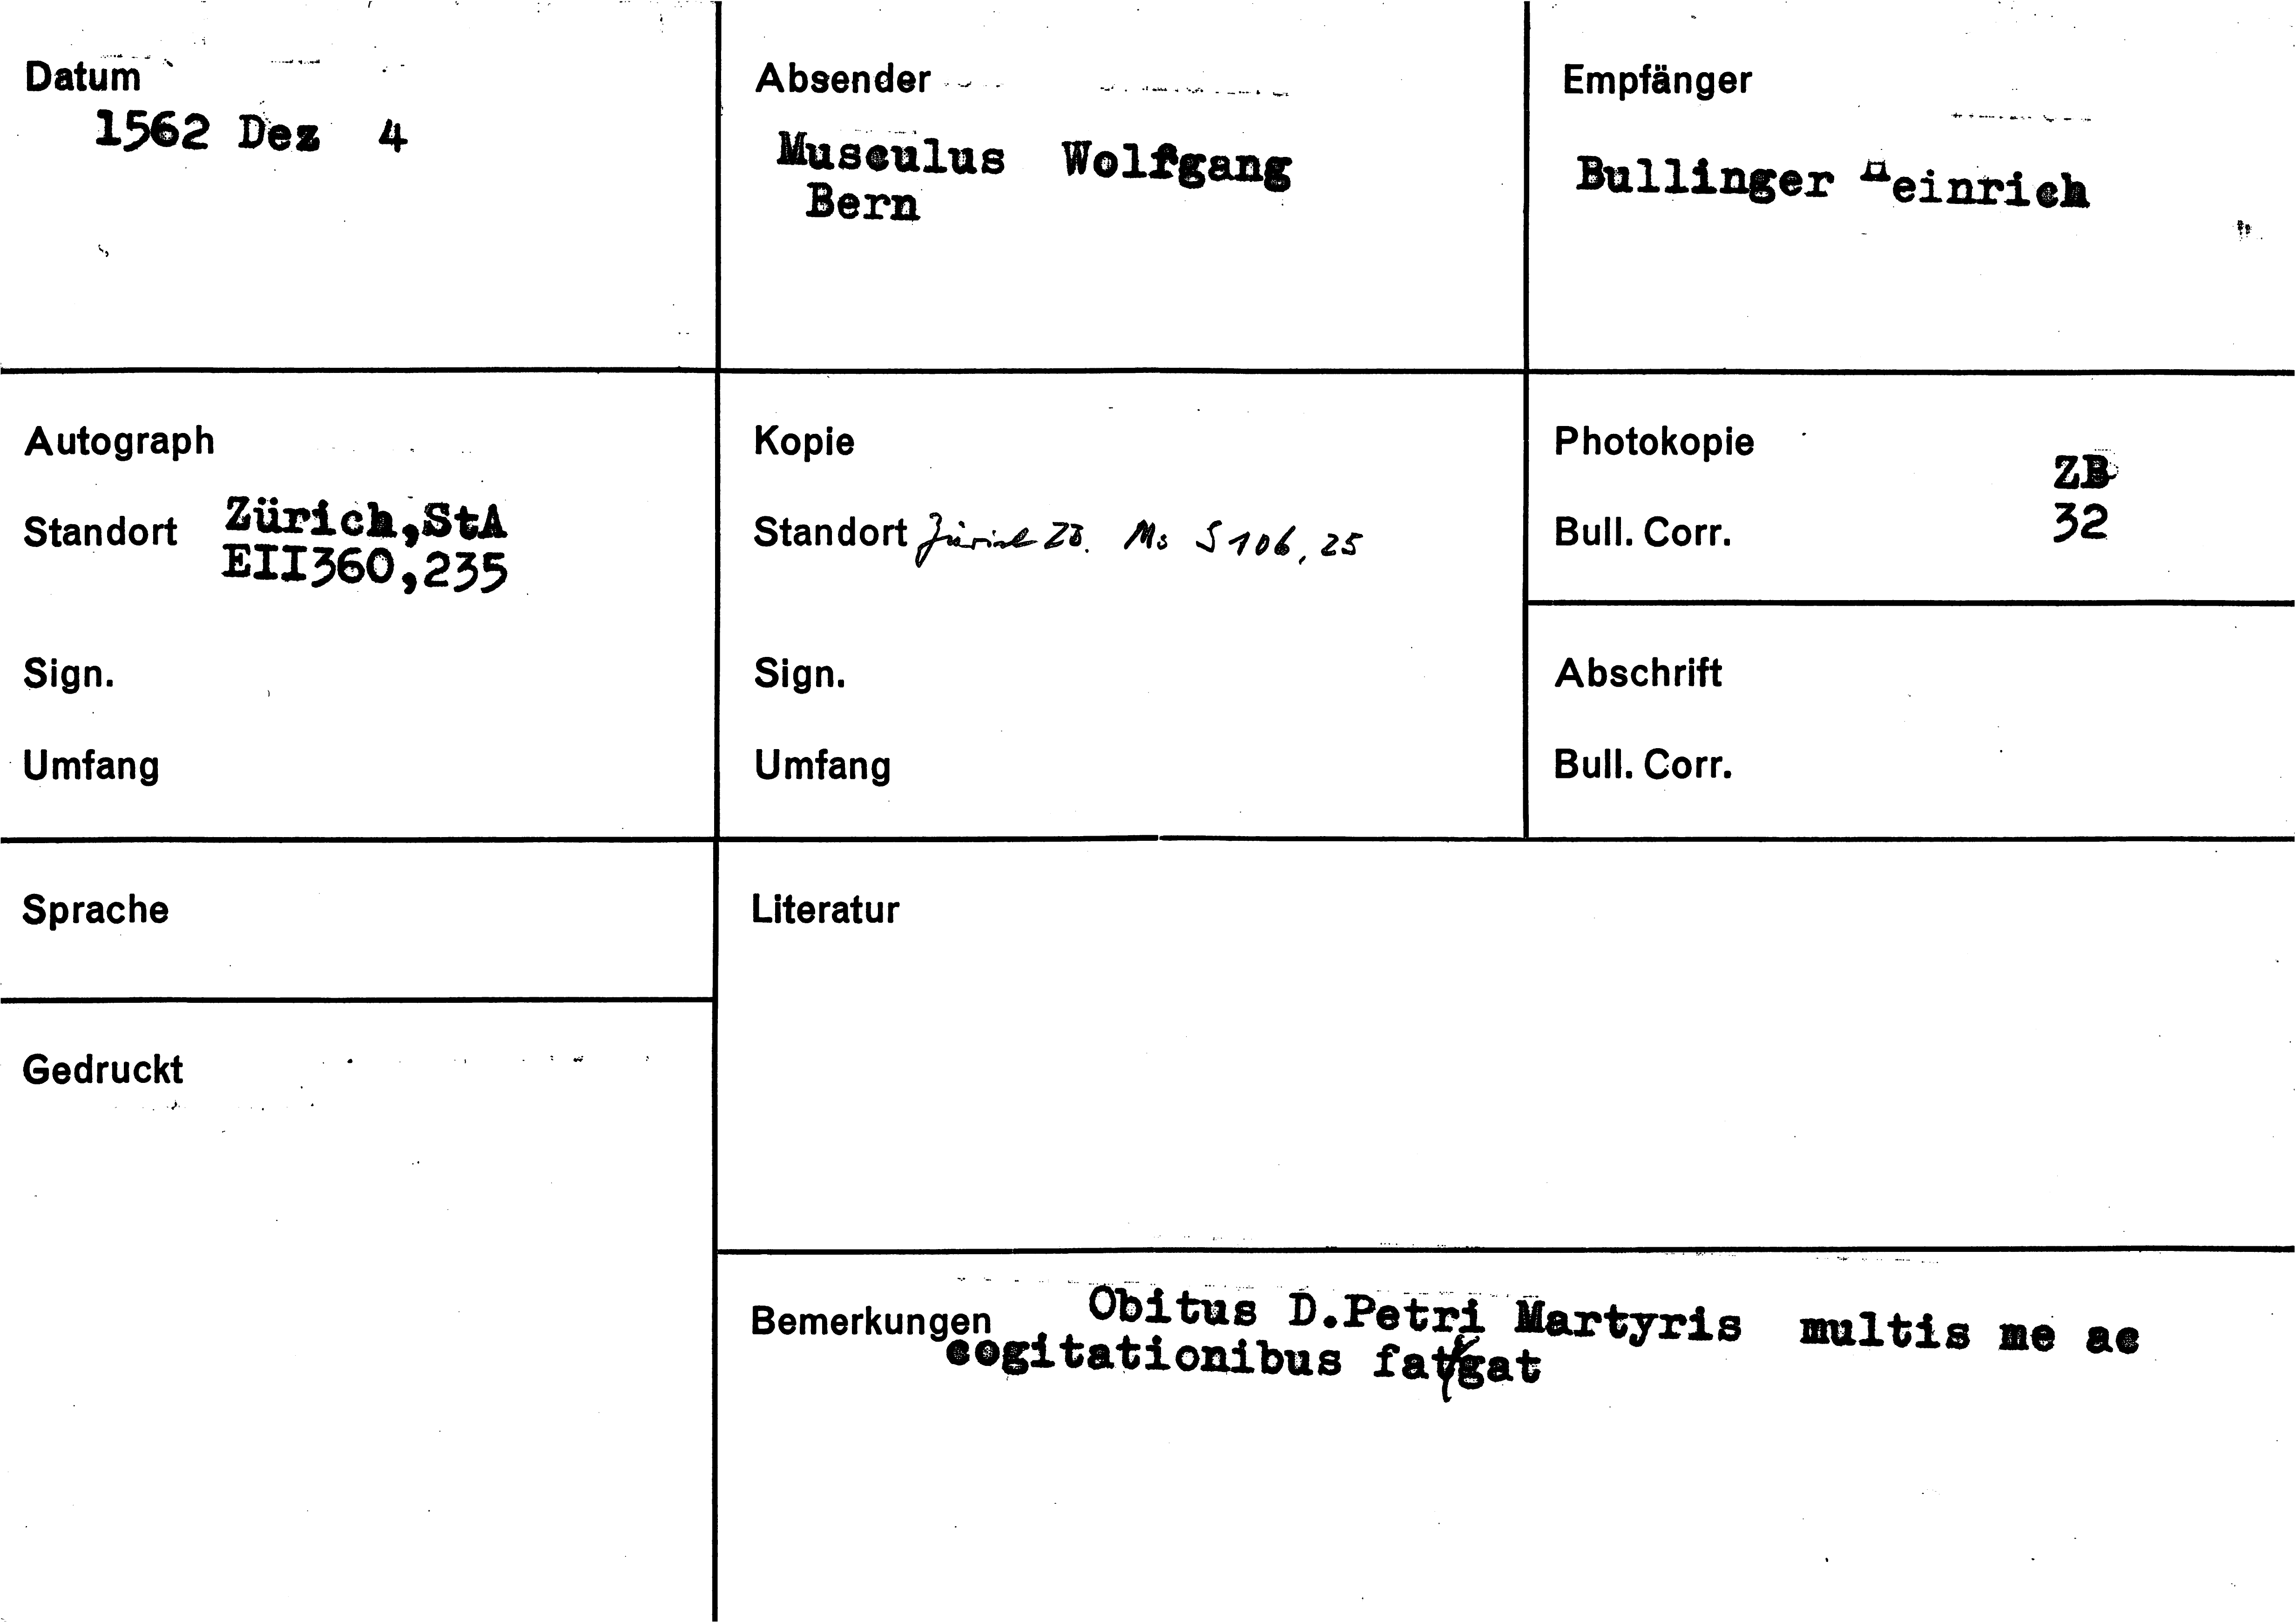 Datum
1562 Dez 4
Absender
Musculus Wolfgang
Bern
Empfänger
Bullinger Heinrich
Autograph
Standort Zürich,StA
EII360,235
Sign.
Umfang
Kopie
Standort Zürich ZB. Ms S 106, 25
Sign.
Umfang
Photokopie
ZB
Bull. Corr. 32
Abschrift
Bull. Corr.
Sprache
Literatur
Gedruckt
Bemerkungen Obitus D.Petri Martyris multis me ac
cogitationibus fatigat